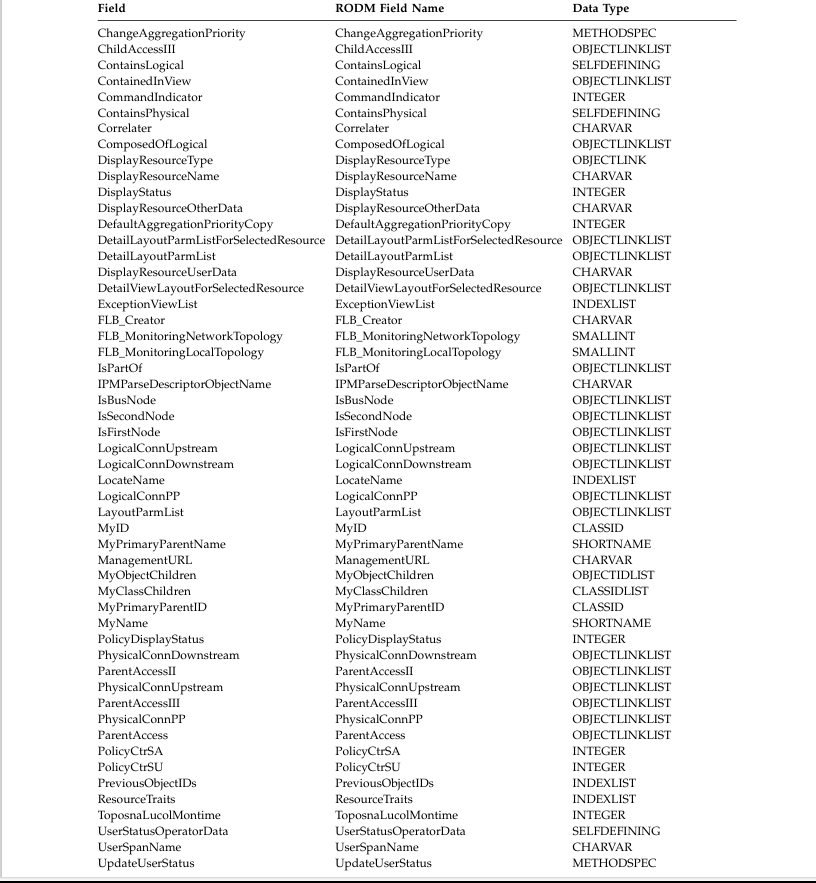 Field RODM Field Name Data Type
ChangeAggregationPriority ChangeAggregationPriority METHODSPEC
ChildAccessIII ChildAccessIII OBJECTLINKLIST
ContainsLogical ContainsLogical SELFDEFINING
ContainedInView ContainedInView OBJECTLINKLIST
CommandIndicator CommandIndicator INTEGER
ContainsPhysical ContainsPhysical SELFDEFINING
Correlater Correlater CHARVAR
ComposedOfLogical ComposedOfLogical OBJECTLINKLIST
DisplayResourceType DisplayResourceType OBJECTLINK
DisplayResourceName DisplayResourceName CHARVAR
DisplayStatus DisplayStatus INTEGER
DisplayResourceOtherData DisplayResourceOtherData CHARVAR
DefaultAggregationPriorityCopy DefaultAggregationPriorityCopy INTEGER
DetailLayoutParmListForSelectedResource DetailLayoutParmListForSelectedResource OBJECTLINKLIST
DetailLayoutParmList DetailLayoutParmList OBJECTLINKLIST
DisplayResourceUserData DisplayResourceUserData CHARVAR
DetailViewLayoutForSelectedResource DetailViewLayoutForSelectedResource OBJECTLINKLIST
ExceptionViewList ExceptionViewList INDEXLIST
FLB_Creator FLB_Creator CHARVAR
FLB_MonitoringNetworkTopology FLB_MonitoringNetworkTopology SMALLINT
FLB_MonitoringLocalTopology FLB_MonitoringLocalTopology SMALLINT
IsPartOf IsPartOf OBJECTLINKLIST
IPMParseDescriptorObjectName IPMParseDescriptorObjectName CHARVAR
IsBusNode IsBusNode OBJECTLINKLIST
IsSecondNode IsSecondNode OBJECTLINKLIST
IsFirstNode IsFirstNode OBJECTLINKLIST
LogicalConnUpstream LogicalConnUpstream OBJECTLINKLIST
LogicalConnDownstream LogicalConnDownstream OBJECTLINKLIST
LocateName LocateName INDEXLIST
LogicalConnPP LogicalConnPP OBJECTLINKLIST
LayoutParmList LayoutParmList OBJECTLINKLIST
MyID MyID CLASSID
MyPrimaryParentName MyPrimaryParentName SHORTNAME
ManagementURL ManagementURL CHARVAR
MyObjectChildren MyObjectChildren OBJECTIDLIST
MyClassChildren MyClassChildren CLASSIDLIST
MyPrimaryParentID MyPrimaryParentID CLASSID
MyName MyName SHORTNAME
PolicyDisplayStatus PolicyDisplayStatus INTEGER
PhysicalConnDownstream PhysicalConnDownstream OBJECTLINKLIST
ParentAccessII ParentAccessII OBJECTLINKLIST
PhysicalConnUpstream PhysicalConnUpstream OBJECTLINKLIST
ParentAccessIII ParentAccessIII OBJECTLINKLIST
PhysicalConnPP PhysicalConnPP OBJECTLINKLIST
ParentAccess ParentAccess OBJECTLINKLIST
PolicyCtrSA PolicyCtrSA INTEGER
PolicyCtrSU PolicyCtrSU INTEGER
PreviousObjectIDs PreviousObjectIDs INDEXLIST
ResourceTraits ResourceTraits INDEXLIST
ToposnaLucolMontime ToposnaLucolMontime INTEGER
UserStatusOperatorData UserStatusOperatorData SELFDEFINING
UserSpanName UserSpanName CHARVAR
UpdateUserStatus UpdateUserStatus METHODSPEC